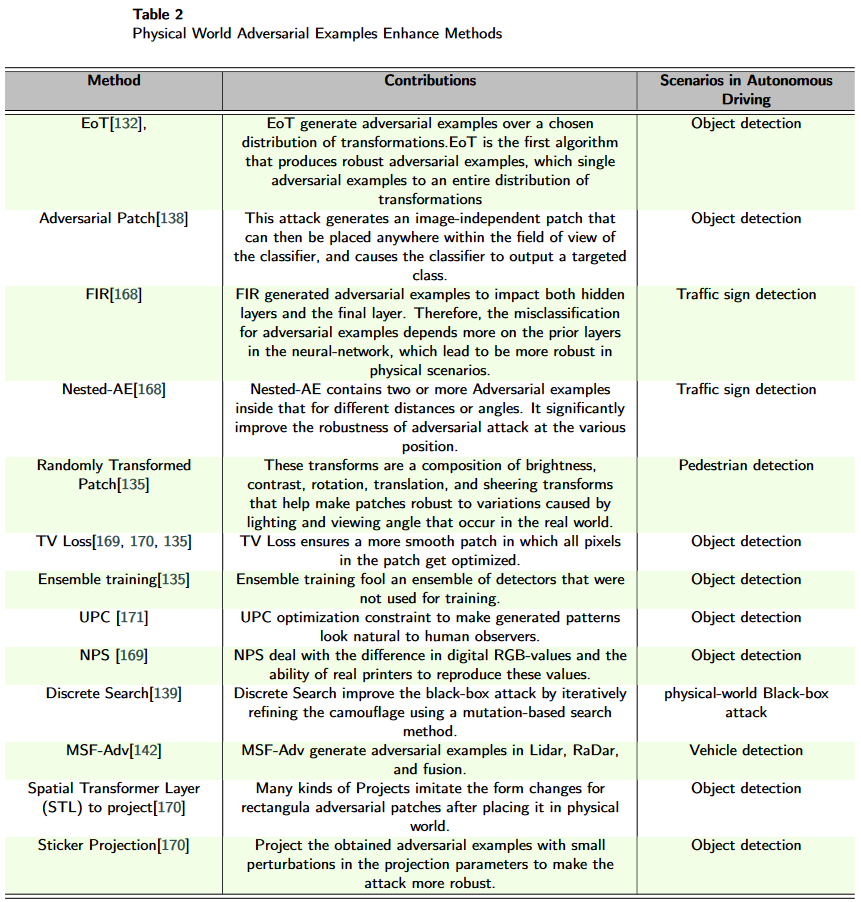 Table 2
Physical World Adversarial Examples Enhance Methods
Method Contributions Scenarios in Autonomous
Driving
EoT[132], EoT generate adversarial examples over a chosen Object detection
distribution of transformations.EoT is the first algorithm
that produces robust adversarial examples, which single
adversarial examples to an entire distribution of
transformations
Adversarial Patch[138] This attack generates an image-independent patch that Object detection
can then be placed anywhere within the field of view of
the classifier, and causes the classifier to output a targeted
class.
FIR[168] FIR generated adversarial examples to impact both hidden Traffic sign detection
layers and the final layer. Therefore, the misclassification
for adversarial examples depends more on the prior layers
in the neural-network, which lead to be more robust in
physical scenarios.
Nested-AE[168] Nested-AE contains two or more Adversarial examples Traffic sign detection
inside that for different distances or angles. It significantly
improve the robustness of adversarial attack at the various
position.
Randomly Transformed These transforms are a composition of brightness, Pedestrian detection
Patch[135] contrast, rotation, translation, and sheering transforms
that help make patches robust to variations caused by
lighting and viewing angle that occur in the real world.
TV Loss[169, 170, 135] TV Loss ensures a more smooth patch in which all pixels Object detection
in the patch get optimized.
Ensemble training[135] Ensemble training fool an ensemble of detectors that were Object detection
not used for training.
UPC [171] UPC optimization constraint to make generated patterns Object detection
look natural to human observers.
NPS [169] NPS deal with the difference in digital RGB-values and the Object detection
ability of real printers to reproduce these values.
Discrete Search[139] Discrete Search improve the black-box attack by iteratively physical-world Black-box
refining the camouflage using a mutation-based search attack
method.
MSF-Adv[142] MSF-Adv generate adversarial examples in Lidar, RaDar, Vehicle detection
and fusion.
Spatial Transformer Layer Many kinds of Projects imitate the form changes for Object detection
(STL) to project[170] rectangula adversarial patches after placing it in physical
world.
Sticker Projection[170] Project the obtained adversarial examples with small Object detection
perturbations in the projection parameters to make the
attack more robust.